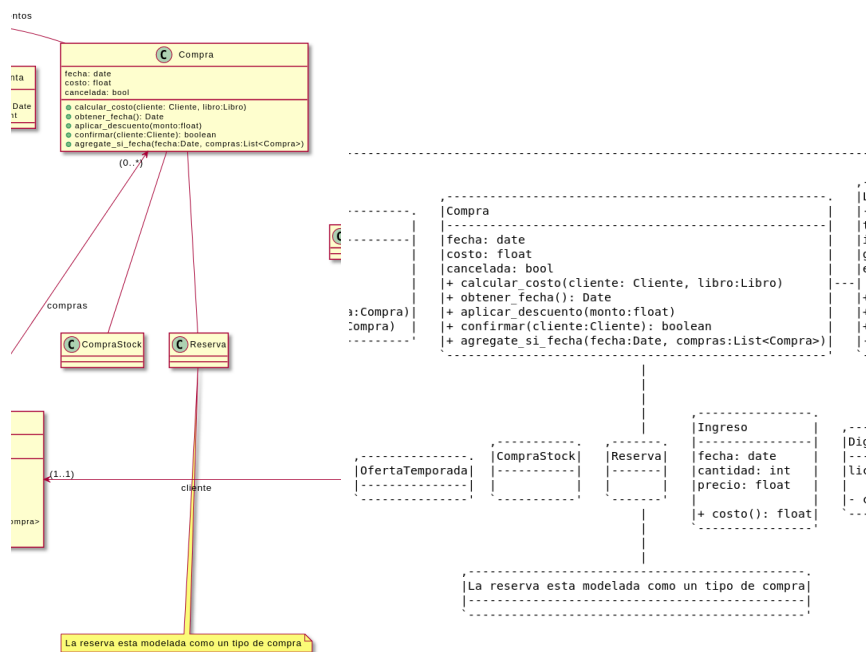 ntos
C Compra
fecha: date
costo: float
cancelada: bool
calcular_costo(cliente: Cliente, libro:Libro)
obtener_fecha(): Date
aplicar_descuento(monto:float)
confirmar(cliente:Cliente): boolean
agregate_si_fecha(fecha:Date, compras:List<Compra>)
nta
Date
nt
(0..*)
compras
C CompraStock
C Reserva
(1..1)
cliente
ompra>
La reserva esta modelada como un tipo de compra
C
a:Compra)
Compra)
Compra
fecha: date
costo: float
cancelada: bool
+ calcular_costo(cliente: Cliente, libro:Libro)
+ obtener_fecha(): Date
+ aplicar_descuento(monto:float)
+ confirmar(cliente:Cliente): boolean
+ agregate_si_fecha(fecha:Date, compras:List<Compra>)
OfertaTemporada
CompraStock
Reserva
Ingreso
fecha: date
cantidad: int
precio: float
+ costo(): float
Dig
lic
- c
La reserva esta modelada como un tipo de compra